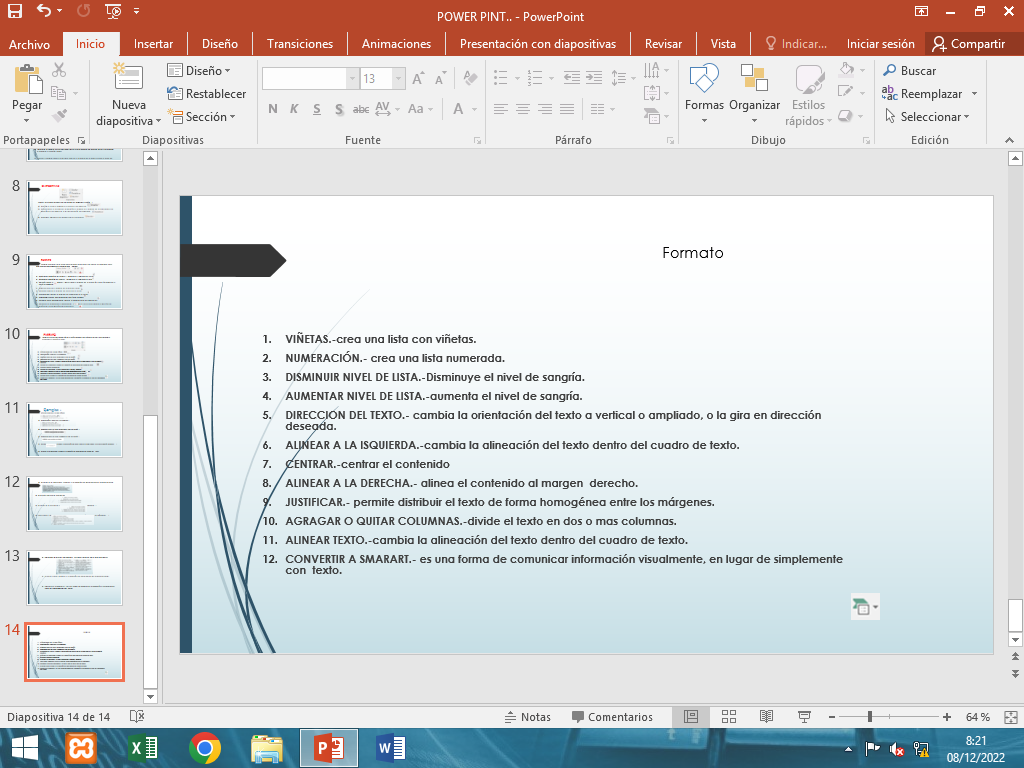 POWER PINT.. - PowerPoint
Archivo Inicio Insertar Diseño Transiciones Animaciones Presentación con diapositivas Revisar Vista Indicar... Iniciar sesión Compartir
Pegar
Nueva diapositiva
Diseño
Restablecer
Sección
13
N K S S abc AV Aa A
Formas Organizar Estilos rápidos
Buscar
Reemplazar
Seleccionar
Portapapeles Diapositivas Fuente Párrafo Dibujo Edición
8
9
10
11
12
13
14
Formato
1. VIÑETAS.-crea una lista con viñetas.
2. NUMERACIÓN.- crea una lista numerada.
3. DISMINUIR NIVEL DE LISTA.-Disminuye el nivel de sangría.
4. AUMENTAR NIVEL DE LISTA.-aumenta el nivel de sangría.
5. DIRECCIÓN DEL TEXTO.- cambia la orientación del texto a vertical o ampliado, o la gira en dirección
deseada.
6. ALINEAR A LA ISQUIERDA.-cambia la alineación del texto dentro del cuadro de texto.
7. CENTRAR.-centrar el contenido
8. ALINEAR A LA DERECHA.- alinea el contenido al margen derecho.
9. JUSTIFICAR.- permite distribuir el texto de forma homogénea entre los márgenes.
10. AGRAGAR O QUITAR COLUMNAS.-divide el texto en dos o mas columnas.
11. ALINEAR TEXTO.-cambia la alineación del texto dentro del cuadro de texto.
12. CONVERTIR A SMARART.- es una forma de comunicar información visualmente, en lugar de simplemente
con texto.
Diapositiva 14 de 14 Notas Comentarios 64 %
8:21
08/12/2022